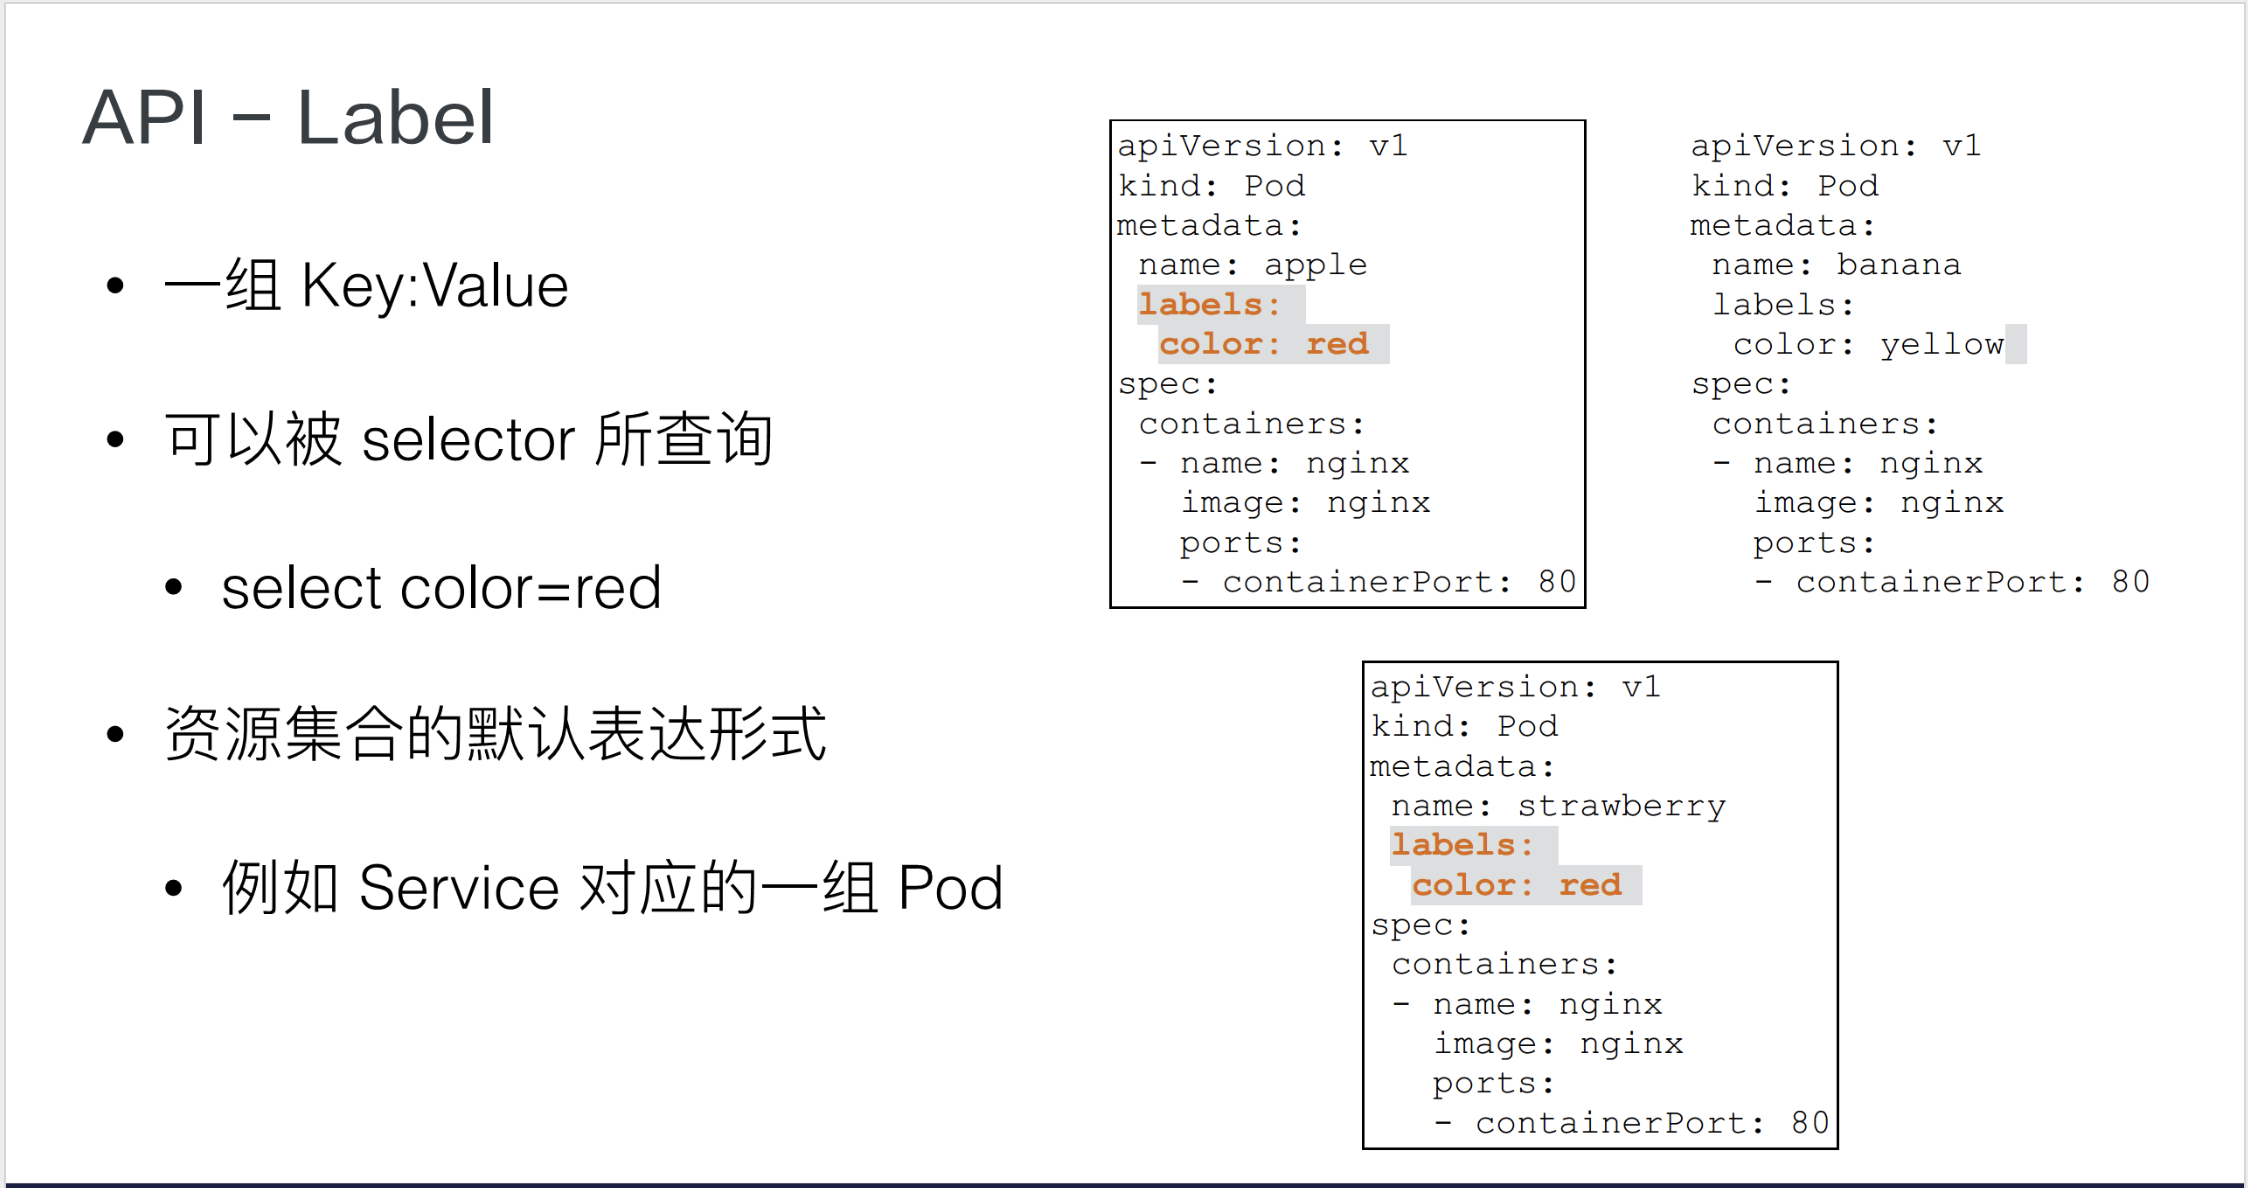 API – Label
• 一组 Key:Value
• 可以被 selector 所查询
• select color=red
• 资源集合的默认表达形式
• 例如 Service 对应的一组 Pod
apiVersion: v1
kind: Pod
metadata:
 name: apple
 labels:
  color: red
spec:
 containers:
 - name: nginx
   image: nginx
   ports:
   - containerPort: 80
apiVersion: v1
kind: Pod
metadata:
 name: banana
 labels:
  color: yellow
spec:
 containers:
 - name: nginx
   image: nginx
   ports:
   - containerPort: 80
apiVersion: v1
kind: Pod
metadata:
 name: strawberry
 labels:
  color: red
spec:
 containers:
 - name: nginx
   image: nginx
   ports:
   - containerPort: 80